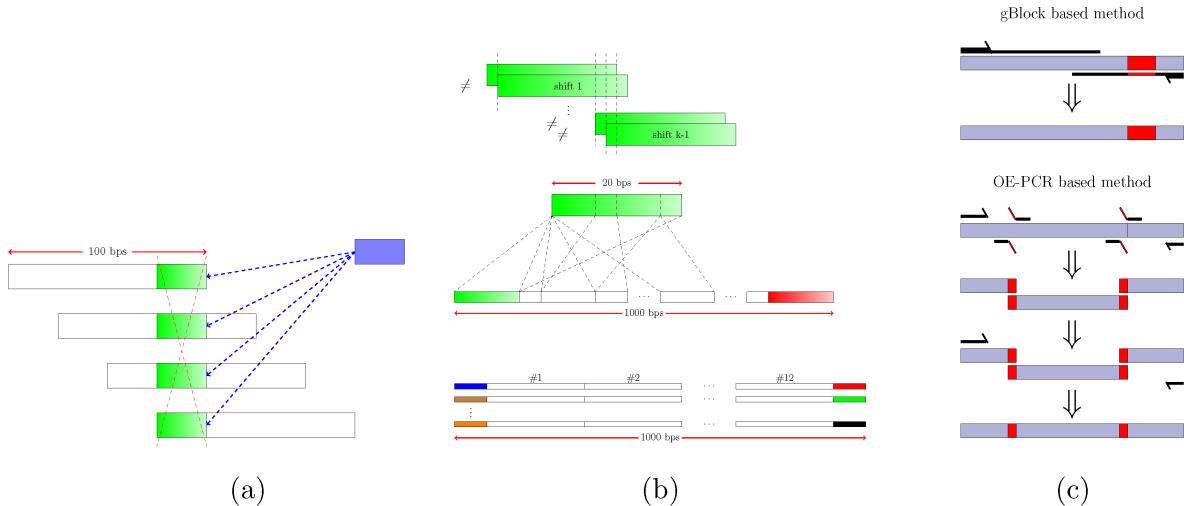 100 bps
(a)
≠
shift 1
⋮
≠
≠
shift k-1
20 bps
⋯
⋯
1000 bps
#1 #2 #12
⋯
⋯
⋮
⋯
1000 bps
(b)
gBlock based method
⇓
OE-PCR based method
⇓
⇓
⇓
(c)